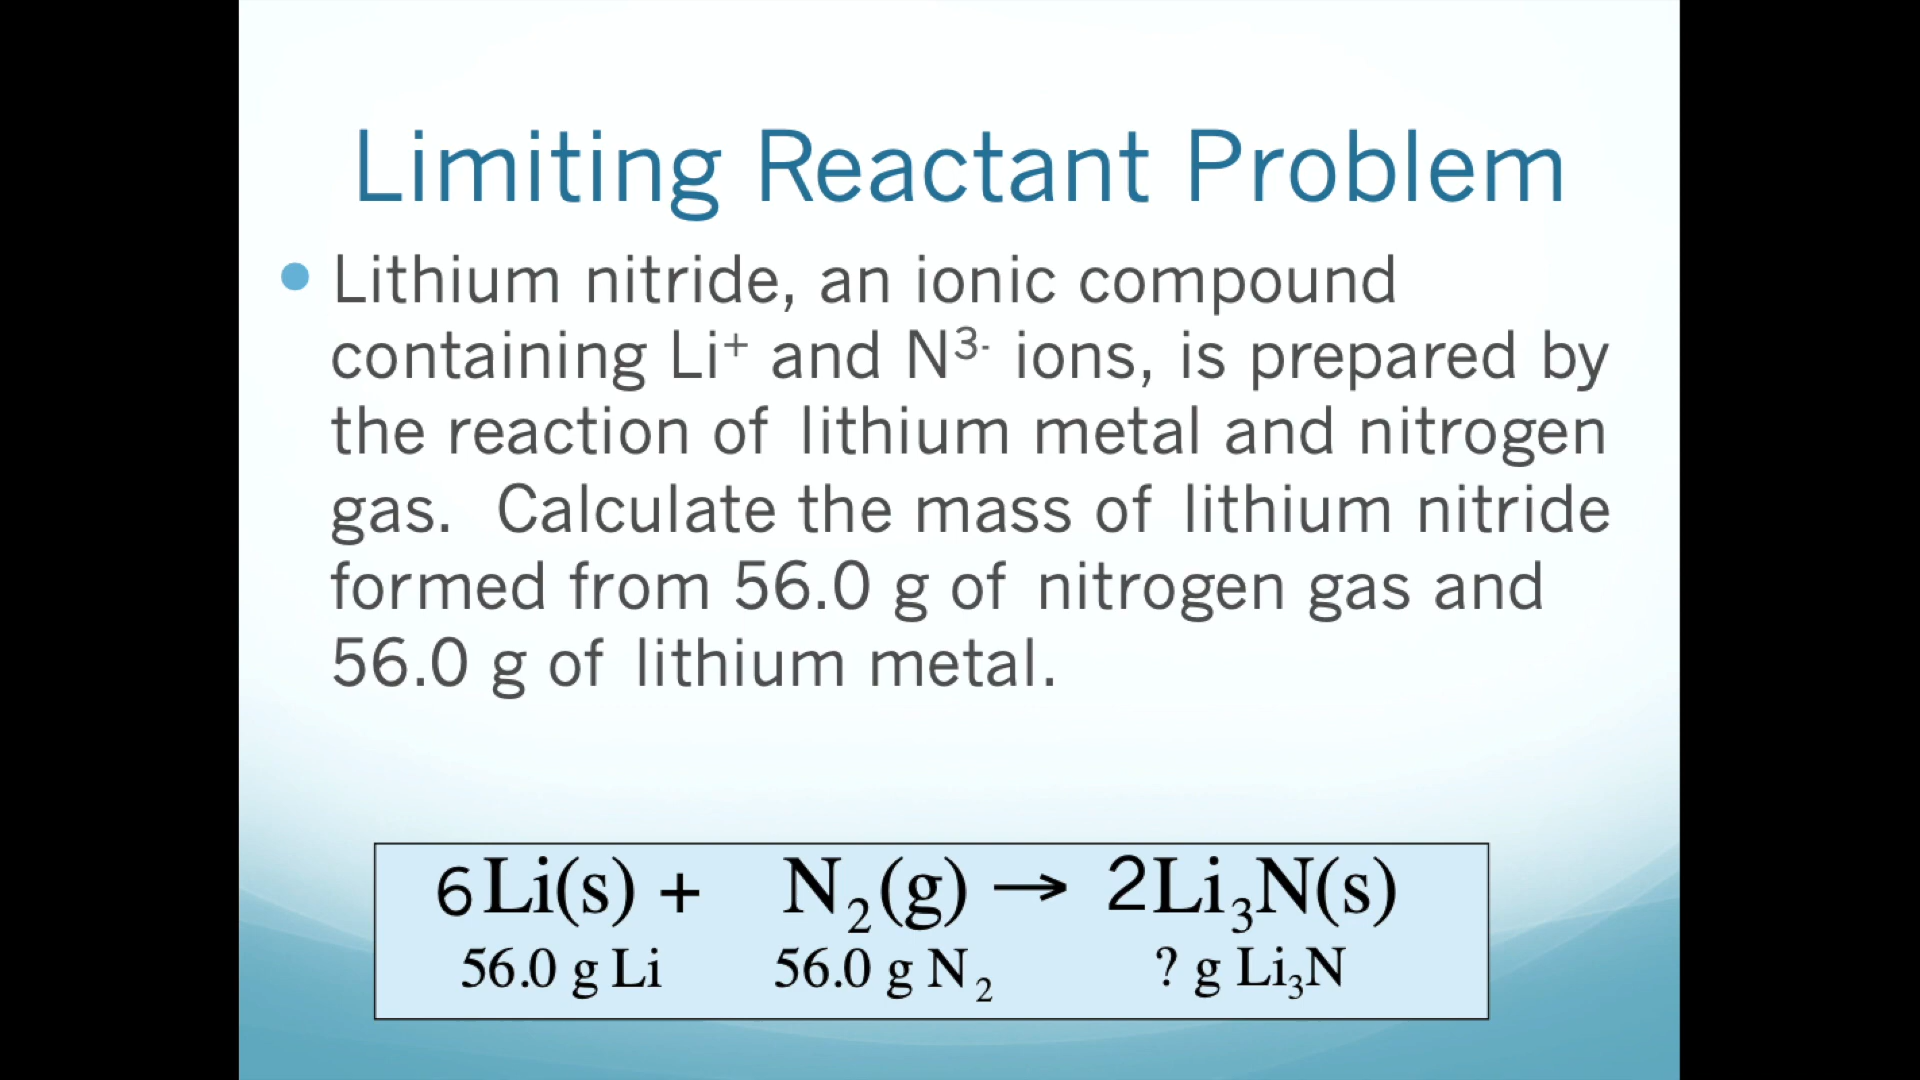 Limiting Reactant Problem
• Lithium nitride, an ionic compound
containing Li⁺ and N³⁻ ions, is prepared by
the reaction of lithium metal and nitrogen
gas. Calculate the mass of lithium nitride
formed from 56.0 g of nitrogen gas and
56.0 g of lithium metal.
6Li(s) + N₂(g) → 2Li₃N(s)
56.0 g Li 56.0 g N₂ ? g Li₃N